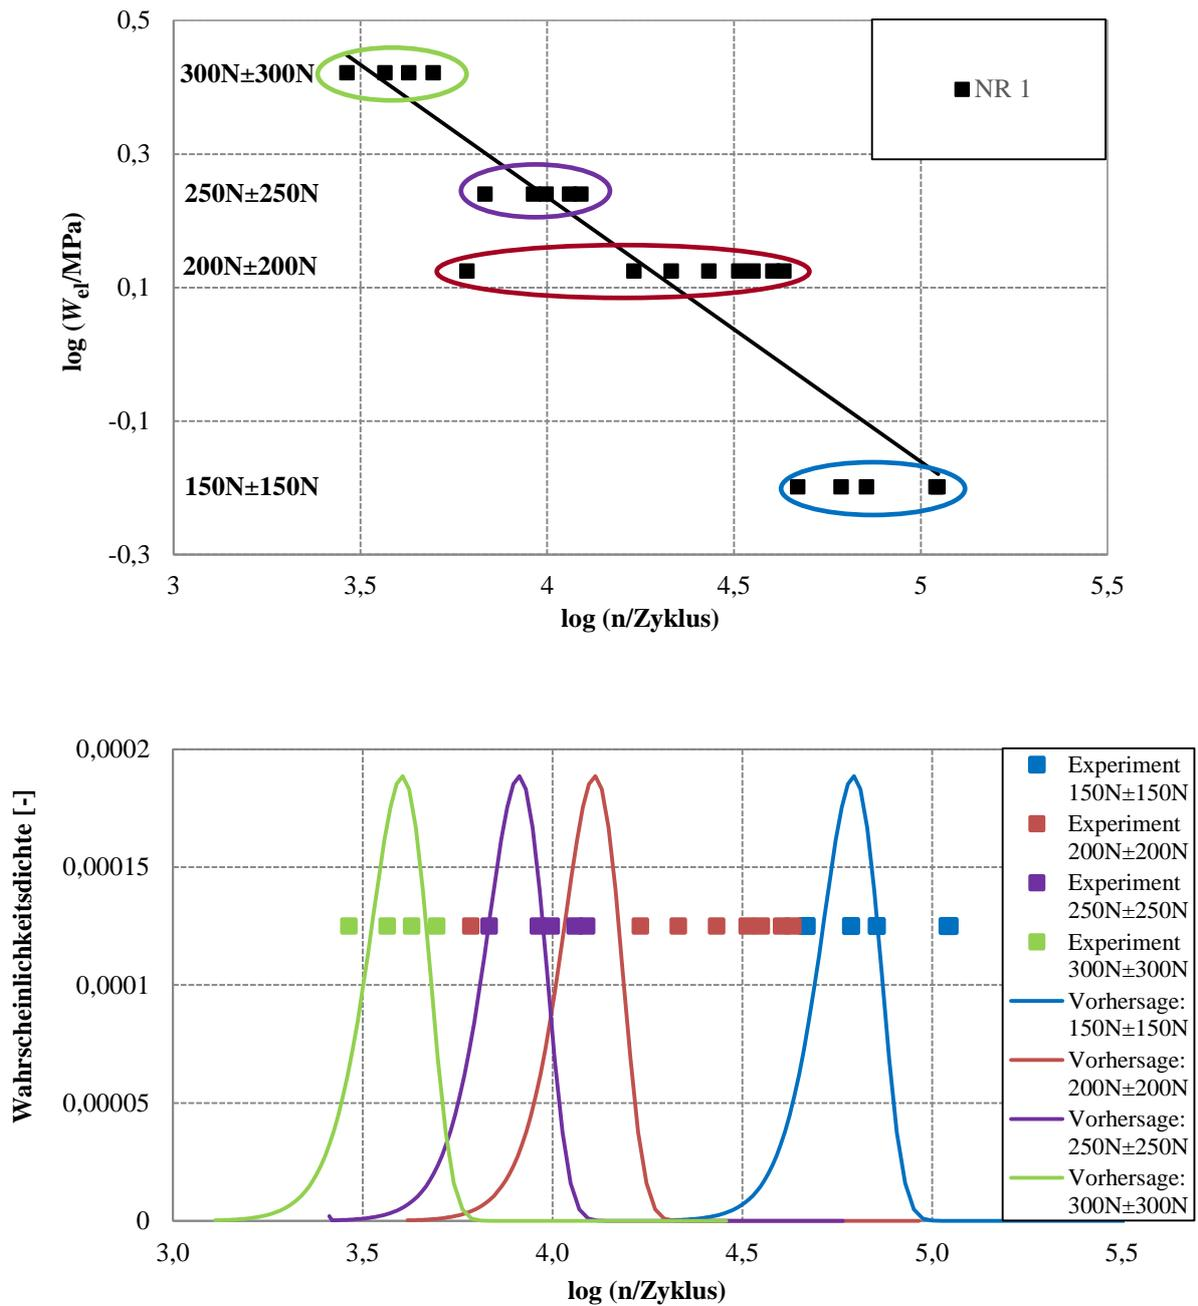 0,5
300N±300N
NR 1
0,3
250N±250N
200N±200N
0,1
log (Wel/MPa)
-0,1
150N±150N
-0,3
3 3,5 4 4,5 5 5,5
log (n/Zyklus)
0,0002
0,00015
0,0001
0,00005
0
Wahrscheinlichkeitsdichte [-]
Experiment
150N±150N
Experiment
200N±200N
Experiment
250N±250N
Experiment
300N±300N
Vorhersage:
150N±150N
Vorhersage:
200N±200N
Vorhersage:
250N±250N
Vorhersage:
300N±300N
3,0 3,5 4,0 4,5 5,0 5,5
log (n/Zyklus)